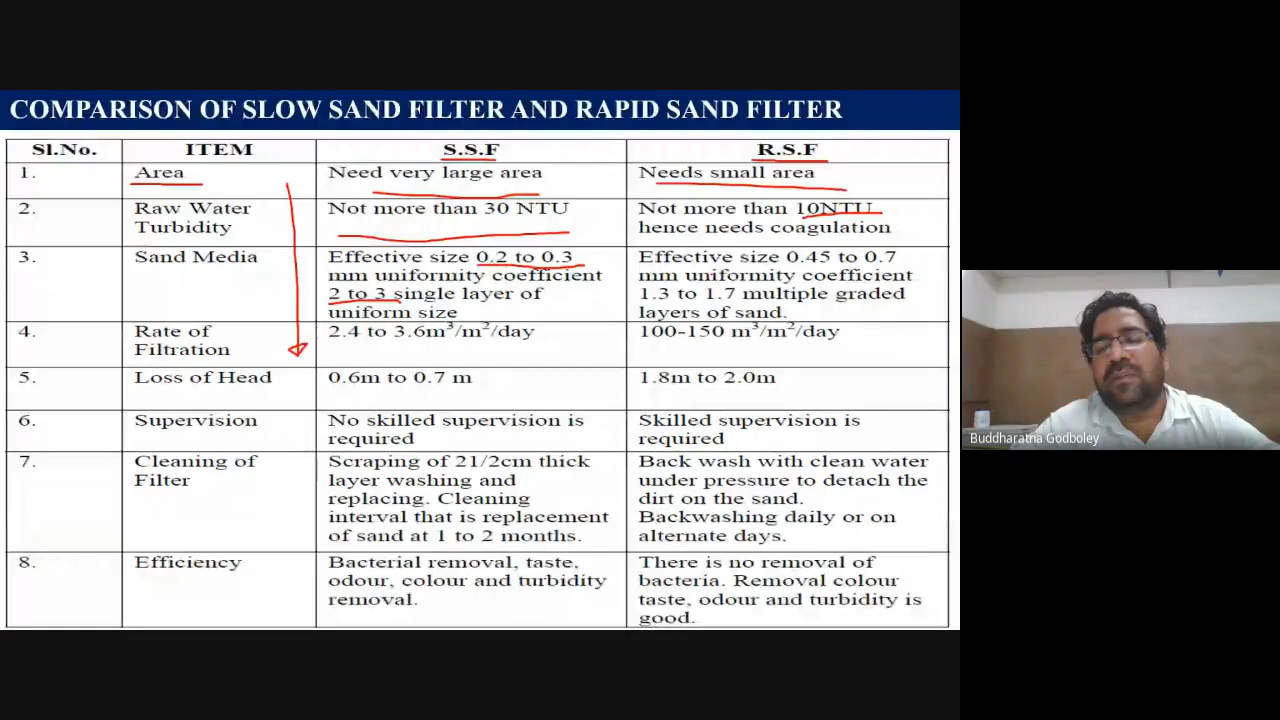 COMPARISON OF SLOW SAND FILTER AND RAPID SAND FILTER
Sl.No. ITEM S.S.F R.S.F
1. Area Need very large area Needs small area
2. Raw Water Not more than 30 NTU Not more than 10NTU
Turbidity hence needs coagulation
3. Sand Media Effective size 0.2 to 0.3 Effective size 0.45 to 0.7
mm uniformity coefficient mm uniformity coefficient
2 to 3 single layer of 1.3 to 1.7 multiple graded
uniform size layers of sand.
4. Rate of 2.4 to 3.6m³/m²/day 100-150 m³/m²/day
Filtration
5. Loss of Head 0.6m to 0.7 m 1.8m to 2.0m
6. Supervision No skilled supervision is Skilled supervision is
required required
7. Cleaning of Scraping of 21/2cm thick Back wash with clean water
Filter layer washing and under pressure to detach the
replacing. Cleaning dirt on the sand.
interval that is replacement Backwashing daily or on
of sand at 1 to 2 months. alternate days.
8. Efficiency Bacterial removal, taste, There is no removal of
odour, colour and turbidity bacteria. Removal colour
removal. taste, odour and turbidity is
good.
Buddharatna Godboley